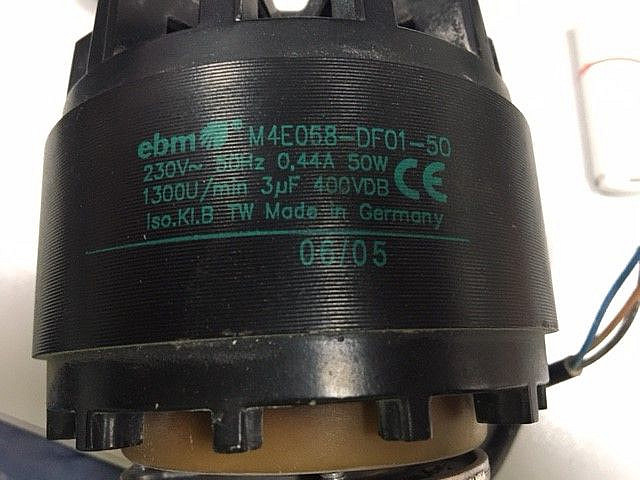 ebm M4E058-DF01-50
230V~ 50Hz 0,44A 50W
1300U/min 3µF 400VDB CE
Iso.Kl.B TW Made in Germany
06/05